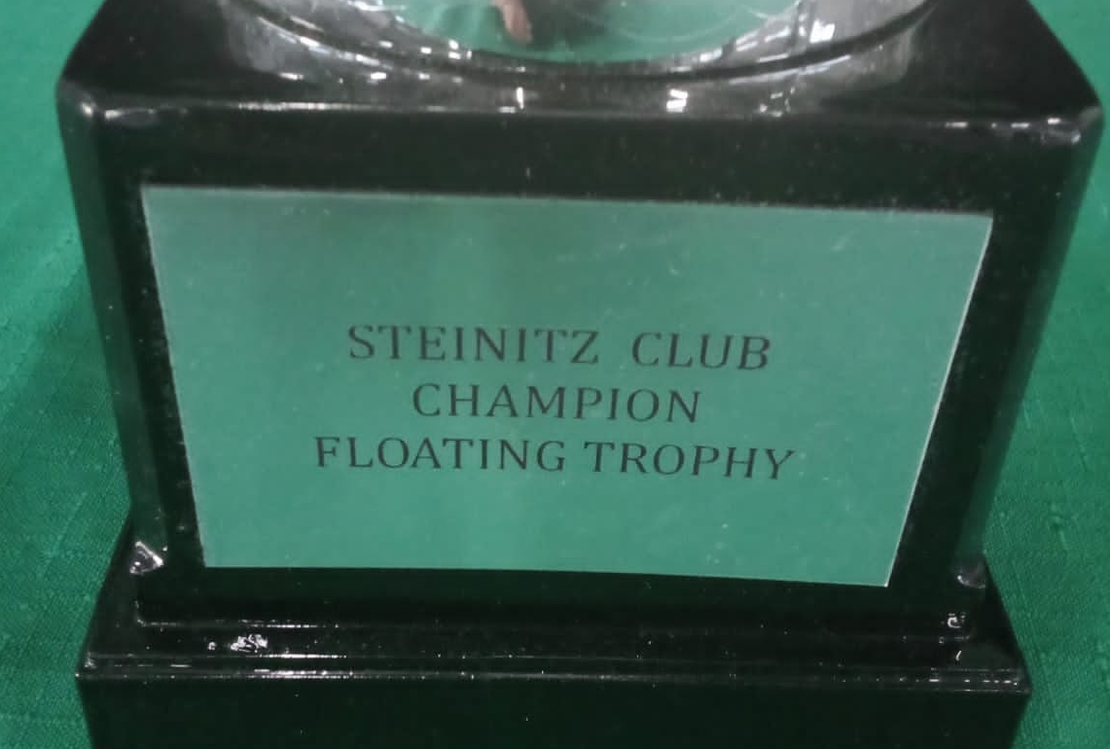 STEINITZ CLUB
CHAMPION
FLOATING TROPHY